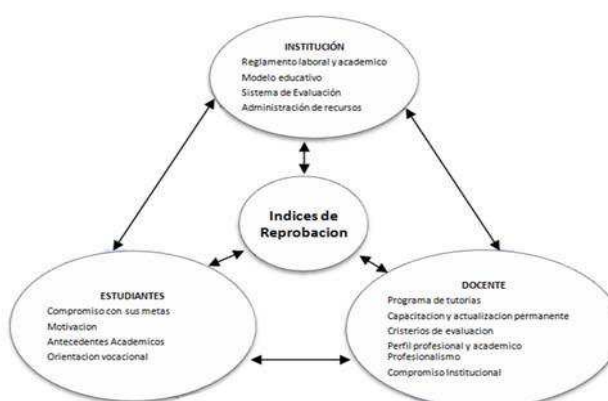 INSTITUCIÓN
Reglamento laboral y academico
Modelo educativo
Sistema de Evaluación
Administración de recursos
Indices de
Reprobacion
ESTUDIANTES
Compromiso con sus metas
Motivacion
Antecedentes Academicos
Orientacion vocacional
DOCENTE
Programa de tutorias
Capacitacion y actualizacion permanente
Cristerios de evaluacion
Perfil profesional y academico
Profesionalismo
Compromiso Institucional